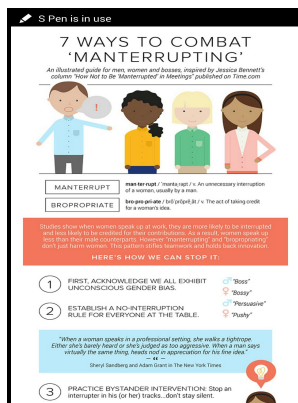 S Pen is in use
7 WAYS TO COMBAT
'MANTERRUPTING'
An illustrated guide for men, women and bosses, inspired by Jessica Bennett's
column "How Not to Be 'Manterrupted' in Meetings" published on Time.com
!
MANTERRUPT
man·ter·rupt / v. An unnecessary interruption
of a woman, usually by a man.
BROPROPRIATE
bro·pro·pri·ate / v. The act of taking credit
for a woman's idea.
Studies show when women speak up at work, they are more likely to be interrupted
and less likely to be credited for their contributions. As a result, women speak up
less than their male counterparts. However "manterrupting" and "bropropriating"
don't just harm women. This pattern stifles teamwork and holds back innovation.
HERE'S HOW WE CAN STOP IT:
1
FIRST, ACKNOWLEDGE WE ALL EXHIBIT
UNCONSCIOUS GENDER BIAS.
"Boss"
"Bossy"
2
ESTABLISH A NO-INTERRUPTION
RULE FOR EVERYONE AT THE TABLE.
"Persuasive"
"Pushy"
"When a woman speaks in a professional setting, she walks a tightrope.
Either she's barely heard or she's judged as too aggressive. When a man says
virtually the same thing, heads nod in appreciation for his fine idea."
Sheryl Sandberg and Adam Grant in The New York Times
3
PRACTICE BYSTANDER INTERVENTION: Stop an
interrupter in his (or her) tracks...don't stay silent.